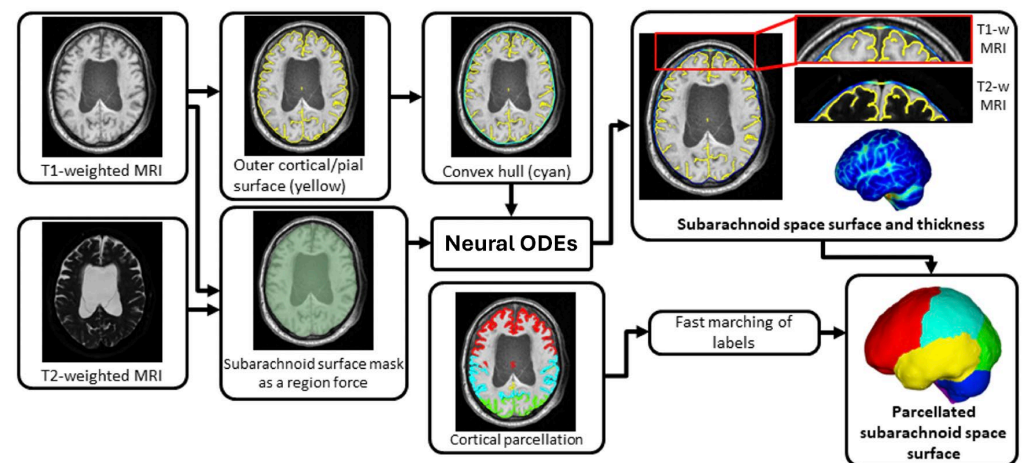 T1-weighted MRI
Outer cortical/pial
surface (yellow)
Convex hull (cyan)
T1-w
MRI
T2-w
MRI
Subarachnoid space surface and thickness
T2-weighted MRI
Subarachnoid surface mask
as a region force
Neural ODEs
Cortical parcellation
Fast marching of
labels
Parcellated
subarachnoid space
surface